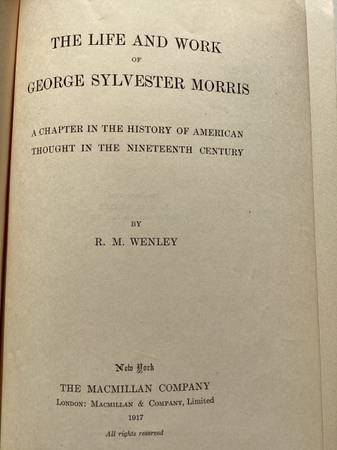 THE LIFE AND WORK
OF
GEORGE SYLVESTER MORRIS
A CHAPTER IN THE HISTORY OF AMERICAN
THOUGHT IN THE NINETEENTH CENTURY
BY
R. M. WENLEY
New York
THE MACMILLAN COMPANY
LONDON: MACMILLAN & COMPANY, Limited
1917
All rights reserved